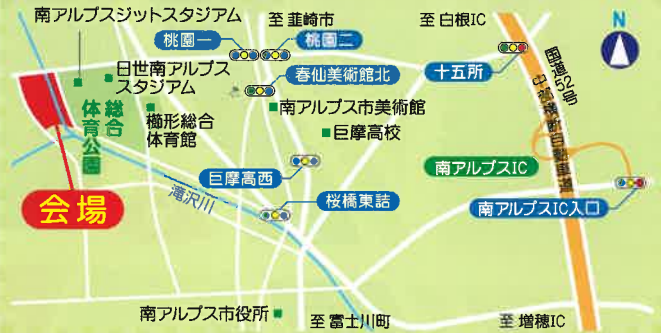 南アルプスジットスタジアム
至 韮崎市
至 白根IC
N
桃園一
桃園二
日世南アルプス
スタジアム
春仙美術館北
十五所
国道52号
中部横断自動車道
総合
体育公園
櫛形総合
体育館
南アルプス市美術館
巨摩高校
巨摩高西
南アルプスIC
会場
滝沢川
桜橋東詰
南アルプスIC入口
南アルプス市役所
至 富士川町
至 増穂IC